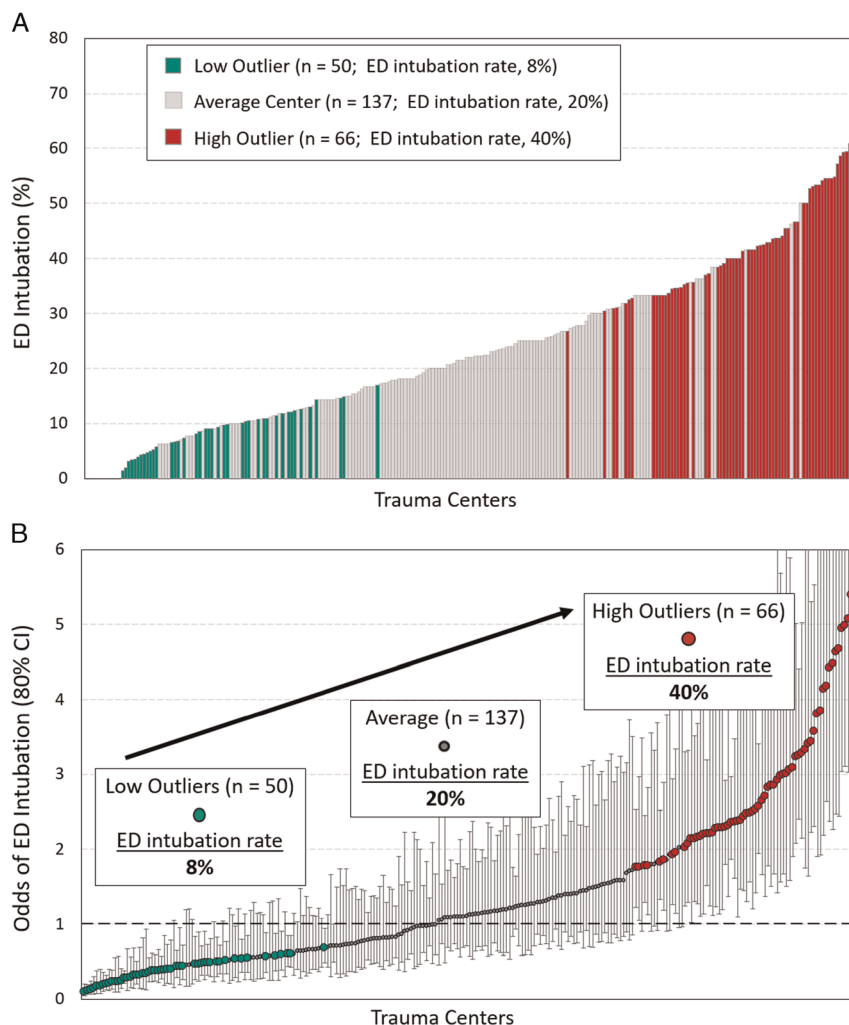 A
80
70
60
50
40
30
20
10
0
ED Intubation (%)
Low Outlier (n = 50; ED intubation rate, 8%)
Average Center (n = 137; ED intubation rate, 20%)
High Outlier (n = 66; ED intubation rate, 40%)
Trauma Centers
B
6
5
4
3
2
1
0
Odds of ED Intubation (80% CI)
Low Outliers (n = 50)
ED intubation rate
8%
Average (n = 137)
ED intubation rate
20%
High Outliers (n = 66)
ED intubation rate
40%
Trauma Centers